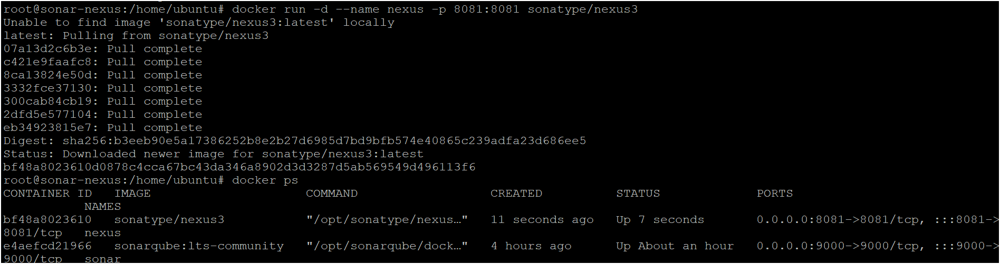 root@sonar-nexus:/home/ubuntu# docker run -d --name nexus -p 8081:8081 sonatype/nexus3
Unable to find image 'sonatype/nexus3:latest' locally
latest: Pulling from sonatype/nexus3
07a13d2c6b3e: Pull complete
c421e9faafc8: Pull complete
8ca13824e50d: Pull complete
3332fce37130: Pull complete
300cab84cb19: Pull complete
2dfd5e577104: Pull complete
eb34923815e7: Pull complete
Digest: sha256:b3eeb90e5a17386252b8e2b27d6985d7bd9bfb574e40865c239adfa23d686ee5
Status: Downloaded newer image for sonatype/nexus3:latest
bf48a8023610d0878c4cca67bc43da346a8902d3d3287d5ab569549d496113f6
root@sonar-nexus:/home/ubuntu# docker ps
CONTAINER ID   IMAGE                     COMMAND                  CREATED          STATUS             PORTS
           NAMES
bf48a8023610   sonatype/nexus3           "/opt/sonatype/nexus…"   11 seconds ago   Up 7 seconds       0.0.0.0:8081->8081/tcp, :::8081->
8081/tcp   nexus
e4aefcd21966   sonarqube:lts-community   "/opt/sonarqube/dock…"   4 hours ago      Up About an hour   0.0.0.0:9000->9000/tcp, :::9000->
9000/tcp   sonar